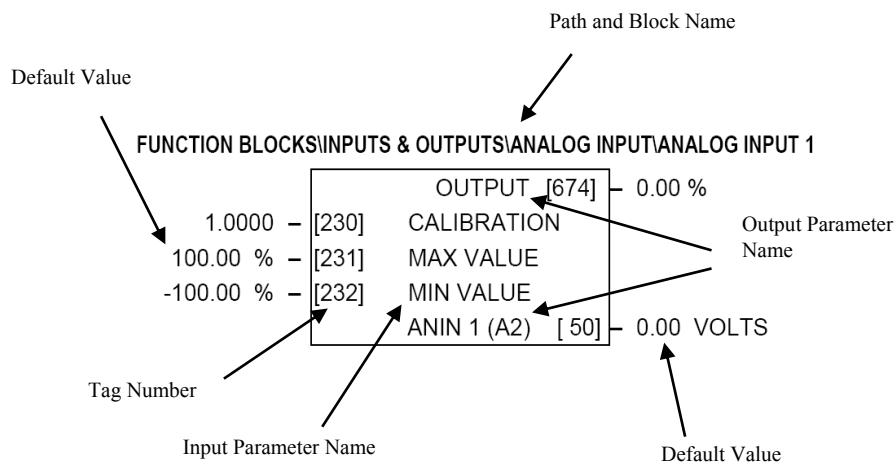 Path and Block Name
Default Value
FUNCTION BLOCKS\INPUTS & OUTPUTS\ANALOG INPUT\ANALOG INPUT 1
OUTPUT [674] – 0.00 %
1.0000 – [230] CALIBRATION
100.00 % – [231] MAX VALUE
-100.00 % – [232] MIN VALUE
ANIN 1 (A2) [ 50] – 0.00 VOLTS
Output Parameter
Name
Tag Number
Input Parameter Name
Default Value